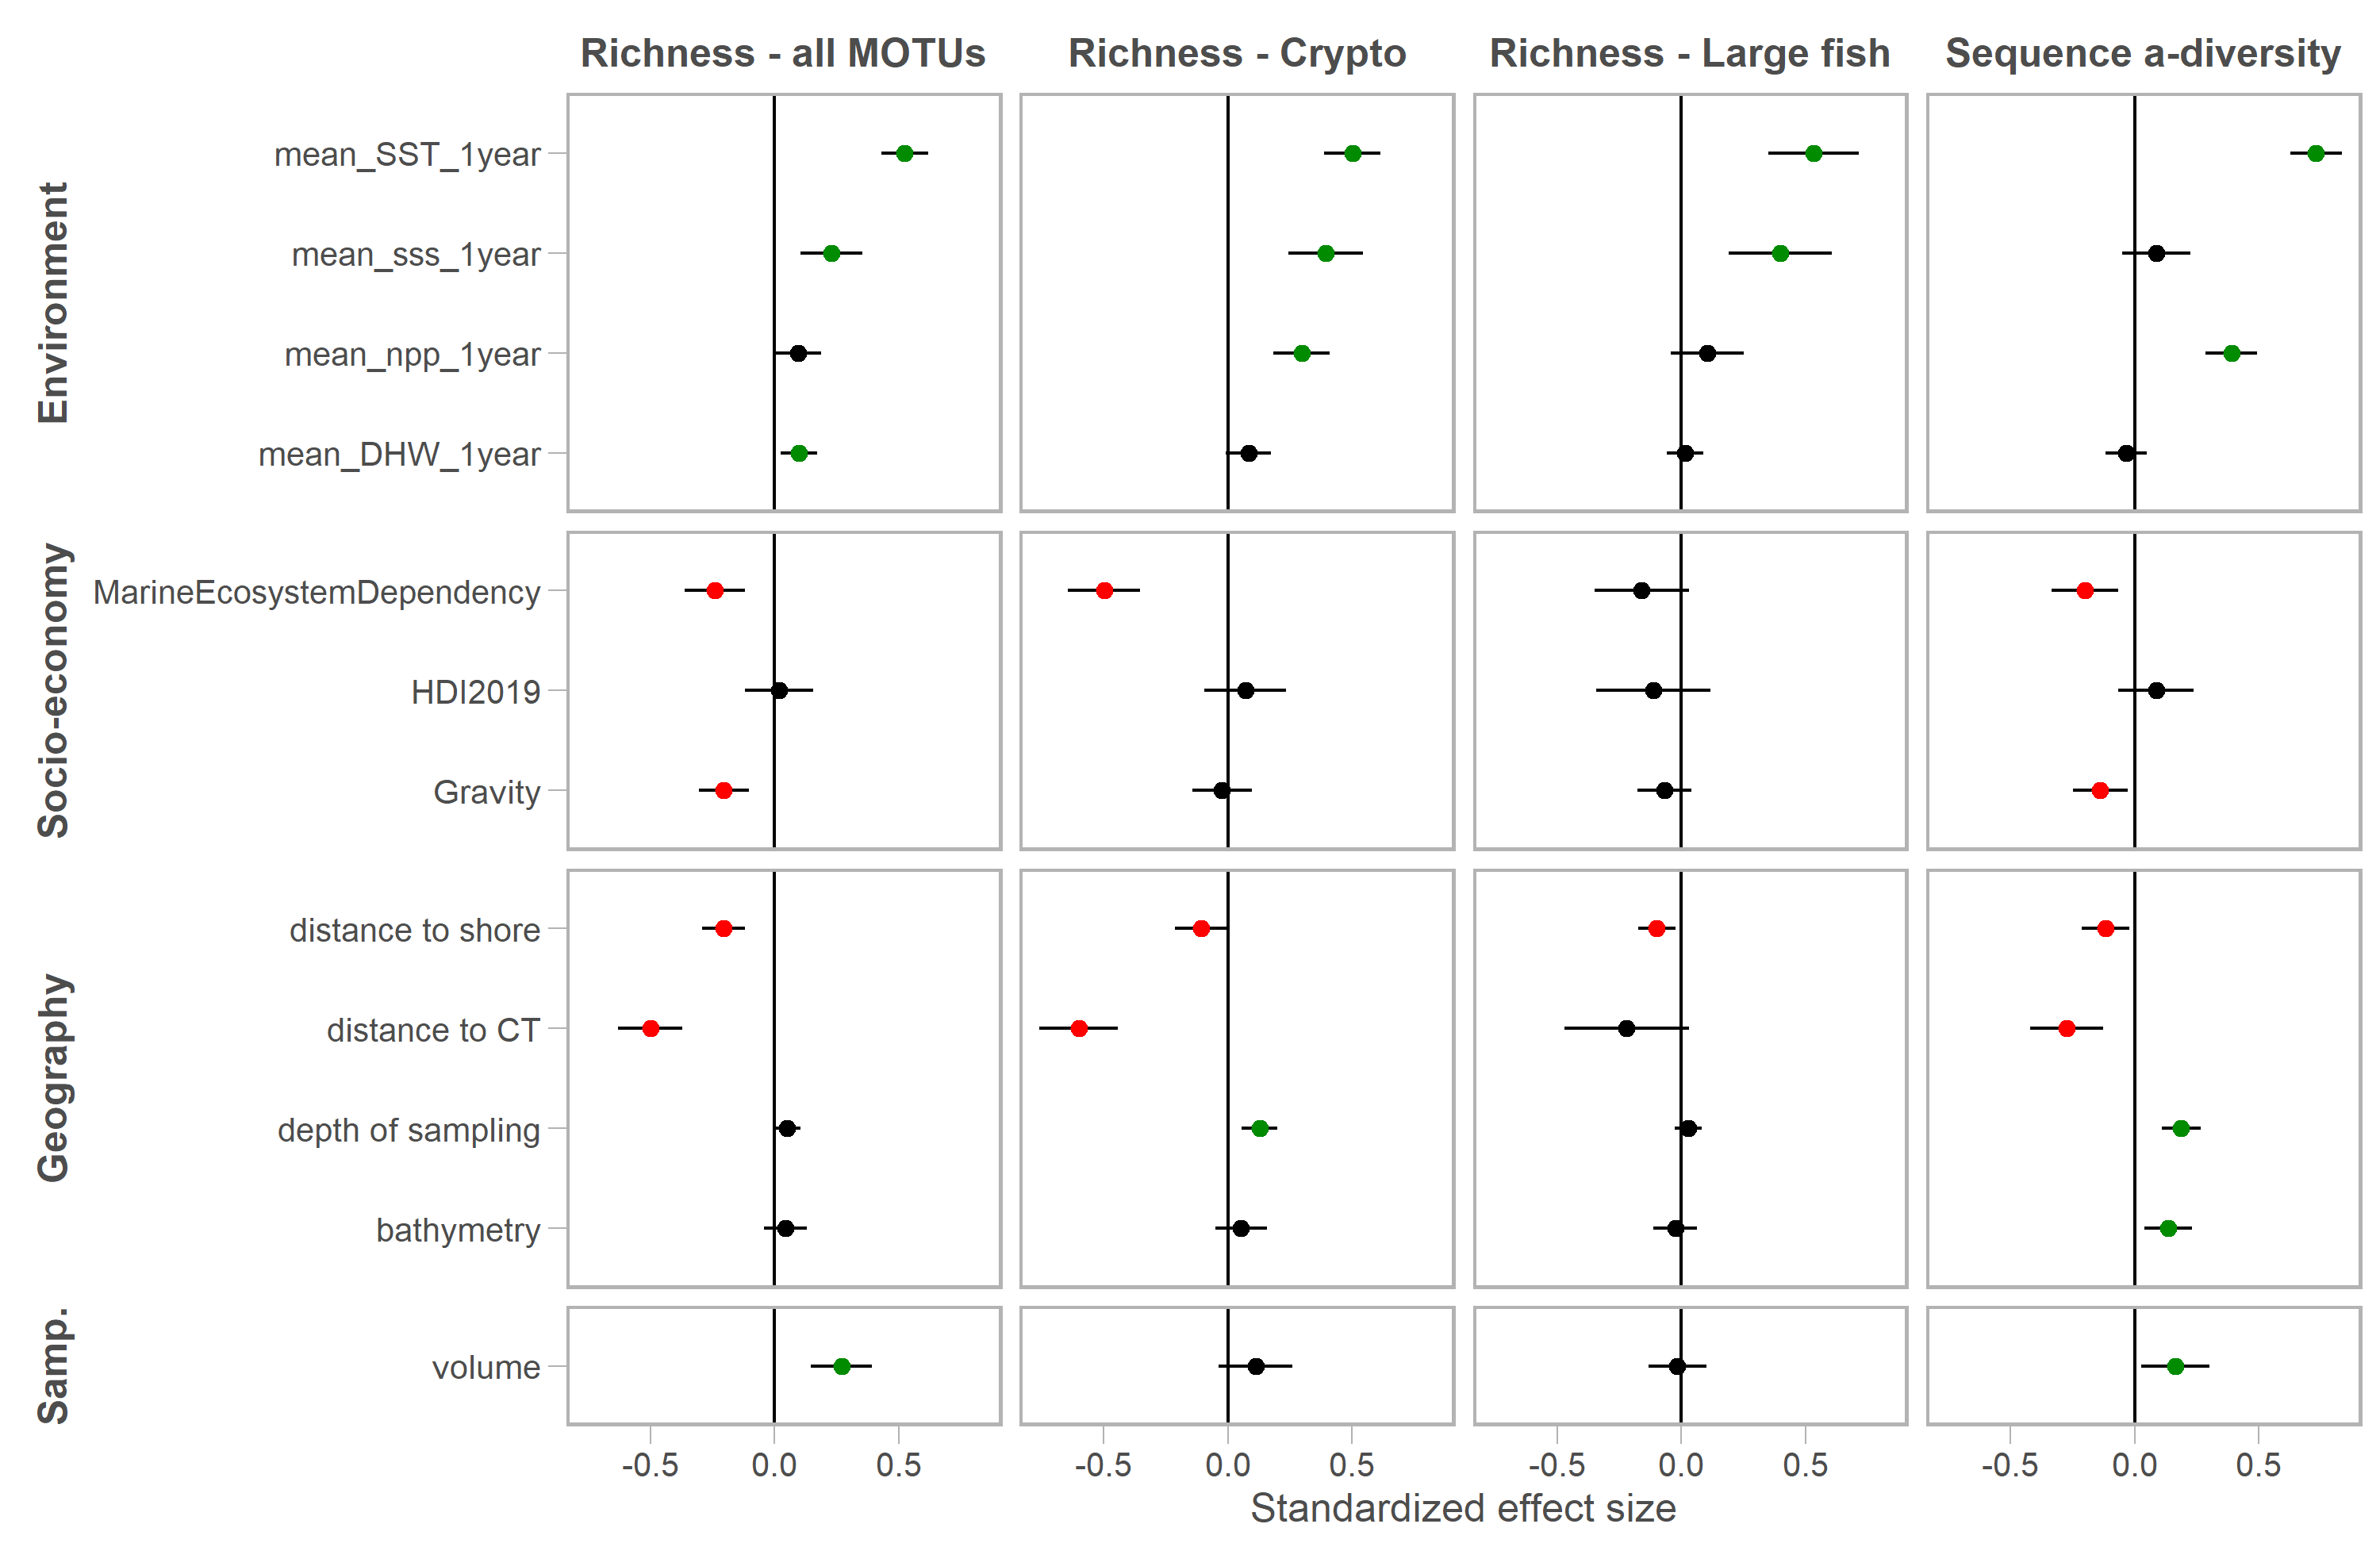 Richness - all MOTUs
Richness - Crypto
Richness - Large fish
Sequence a-diversity
Environment
mean_SST_1year
mean_sss_1year
mean_npp_1year
mean_DHW_1year
Socio-economy
MarineEcosystemDependency
HDI2019
Gravity
Geography
distance to shore
distance to CT
depth of sampling
bathymetry
Samp.
volume
-0.5 0.0 0.5
-0.5 0.0 0.5
-0.5 0.0 0.5
-0.5 0.0 0.5
Standardized effect size